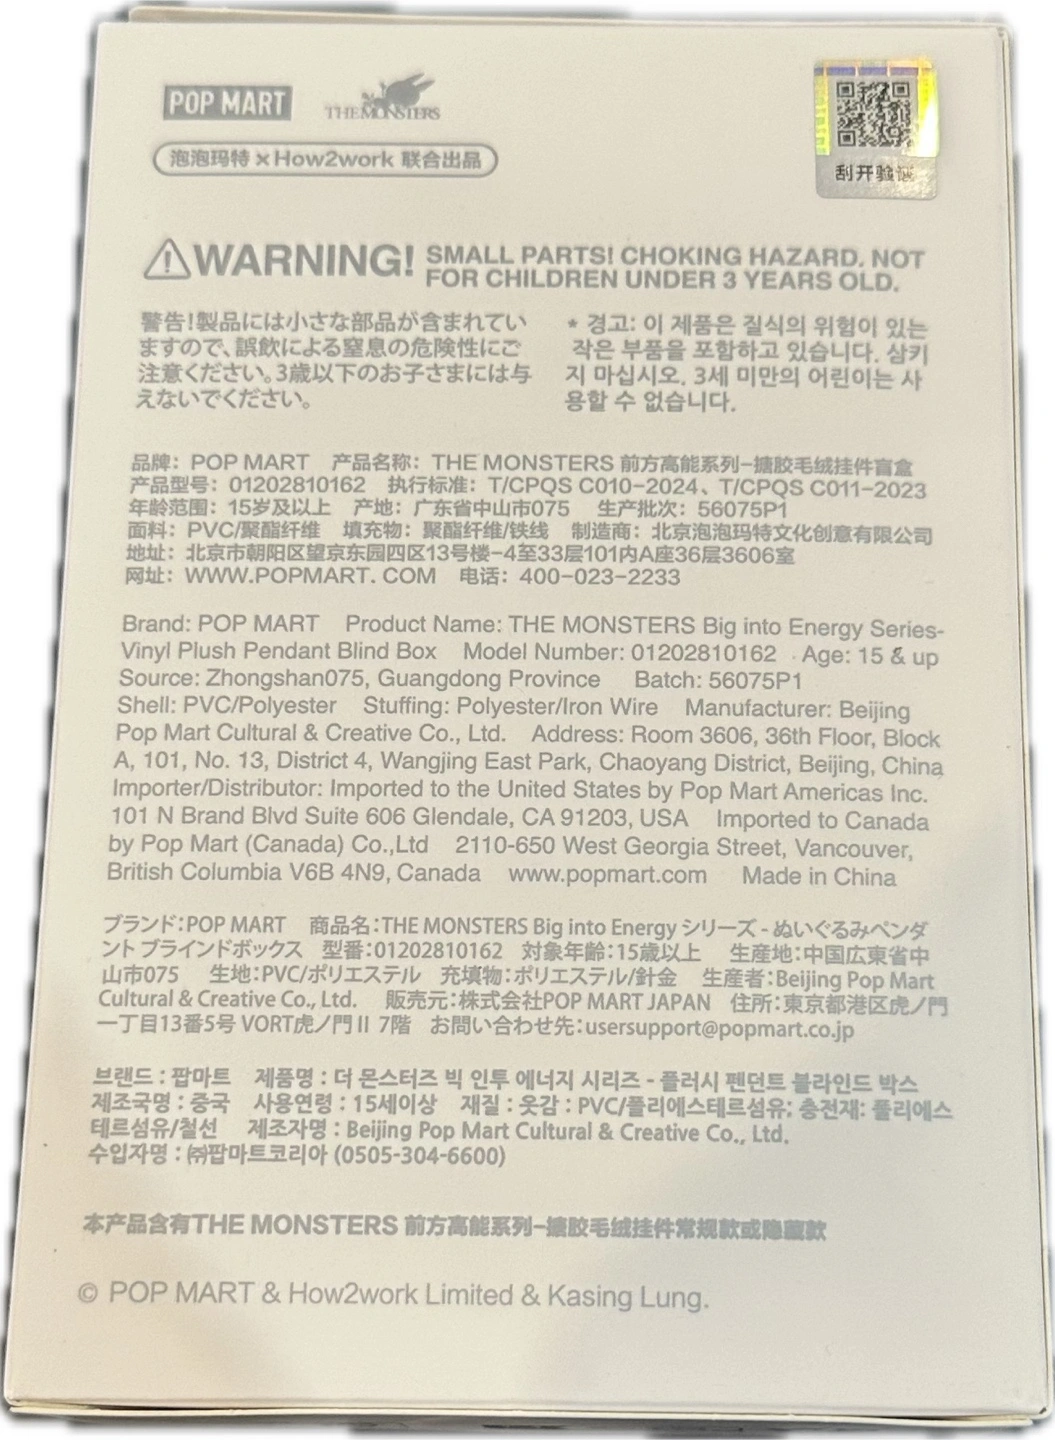 POP MART THE MONSTERS
泡泡玛特×How2work 联合出品
刮开验证
WARNING! SMALL PARTS! CHOKING HAZARD. NOT
FOR CHILDREN UNDER 3 YEARS OLD.
警告!製品には小さな部品が含まれてい
ますので、誤飲による窒息の危険性にご
注意ください。3歳以下のお子さまには与
えないでください。
* 경고: 이 제품은 질식의 위험이 있는
작은 부품을 포함하고 있습니다. 삼키
지 마십시오. 3세 미만의 어린이는 사
용할 수 없습니다.
品牌：POP MART 产品名称：THE MONSTERS 前方高能系列-搪胶毛绒挂件盲盒
产品型号：01202810162 执行标准：T/CPQS C010-2024、T/CPQS C011-2023
年龄范围：15岁及以上 产地：广东省中山市075 生产批次：56075P1
面料：PVC/聚酯纤维 填充物：聚酯纤维/铁线 制造商：北京泡泡玛特文化创意有限公司
地址：北京市朝阳区望京东园四区13号楼-4至33层101内A座36层3606室
网址：WWW.POPMART. COM 电话：400-023-2233
Brand: POP MART Product Name: THE MONSTERS Big into Energy Series-
Vinyl Plush Pendant Blind Box Model Number: 01202810162 Age: 15 & up
Source: Zhongshan075, Guangdong Province Batch: 56075P1
Shell: PVC/Polyester Stuffing: Polyester/Iron Wire Manufacturer: Beijing
Pop Mart Cultural & Creative Co., Ltd. Address: Room 3606, 36th Floor, Block
A, 101, No. 13, District 4, Wangjing East Park, Chaoyang District, Beijing, China
Importer/Distributor: Imported to the United States by Pop Mart Americas Inc.
101 N Brand Blvd Suite 606 Glendale, CA 91203, USA Imported to Canada
by Pop Mart (Canada) Co.,Ltd 2110-650 West Georgia Street, Vancouver,
British Columbia V6B 4N9, Canada www.popmart.com Made in China
ブランド:POP MART 商品名:THE MONSTERS Big into Energy シリーズ - ぬいぐるみペンダ
ント ブラインドボックス 型番:01202810162 対象年齢:15歳以上 生産地:中国広東省中
山市075 生地:PVC/ポリエステル 充填物:ポリエステル/針金 生産者:Beijing Pop Mart
Cultural & Creative Co., Ltd. 販売元:株式会社POP MART JAPAN 住所:東京都港区虎ノ門
一丁目13番5号 VORT虎ノ門Ⅱ 7階 お問い合わせ先:usersupport@popmart.co.jp
브랜드 : 팝마트 제품명 : 더 몬스터즈 빅 인투 에너지 시리즈 - 플러시 펜던트 블라인드 박스
제조국명 : 중국 사용연령 : 15세이상 재질 : 옷감 : PVC/폴리에스테르섬유; 충전재: 폴리에스
테르섬유/철선 제조자명 : Beijing Pop Mart Cultural & Creative Co., Ltd.
수입자명 : ㈜팝마트코리아 (0505-304-6600)
本产品含有THE MONSTERS 前方高能系列-搪胶毛绒挂件常规款或隐藏款
© POP MART & How2work Limited & Kasing Lung.